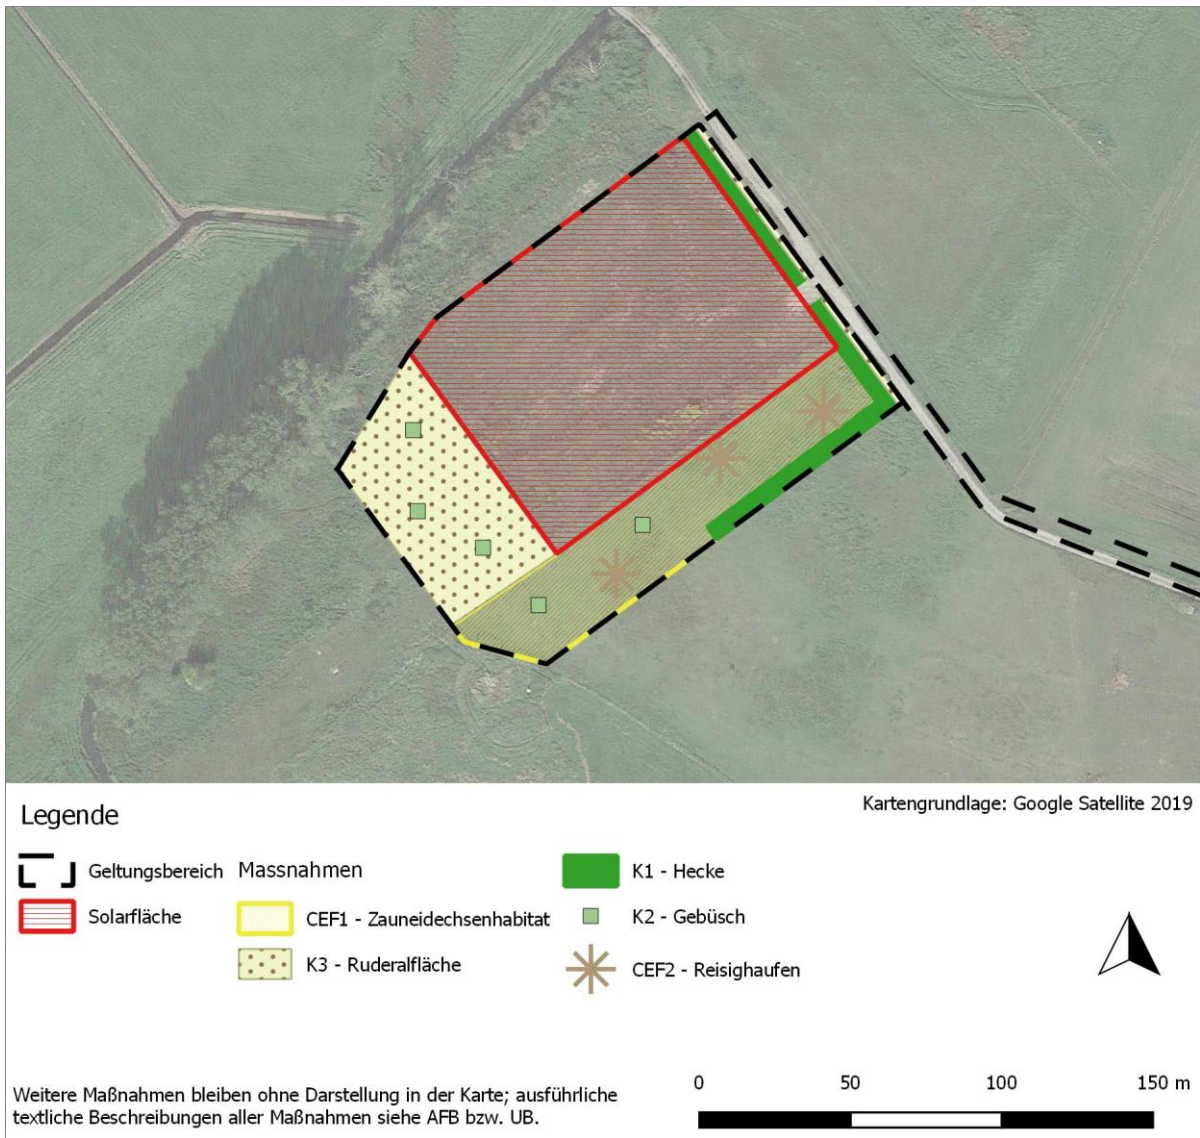 Kartengrundlage: Google Satellite 2019
Legende
Geltungsbereich
Solarfläche
Massnahmen
CEF1 - Zauneidechsenhabitat
K3 - Ruderalfläche
K1 - Hecke
K2 - Gebüsch
CEF2 - Reisighaufen
Weitere Maßnahmen bleiben ohne Darstellung in der Karte; ausführliche
textliche Beschreibungen aller Maßnahmen siehe AFB bzw. UB.
0 50 100 150 m